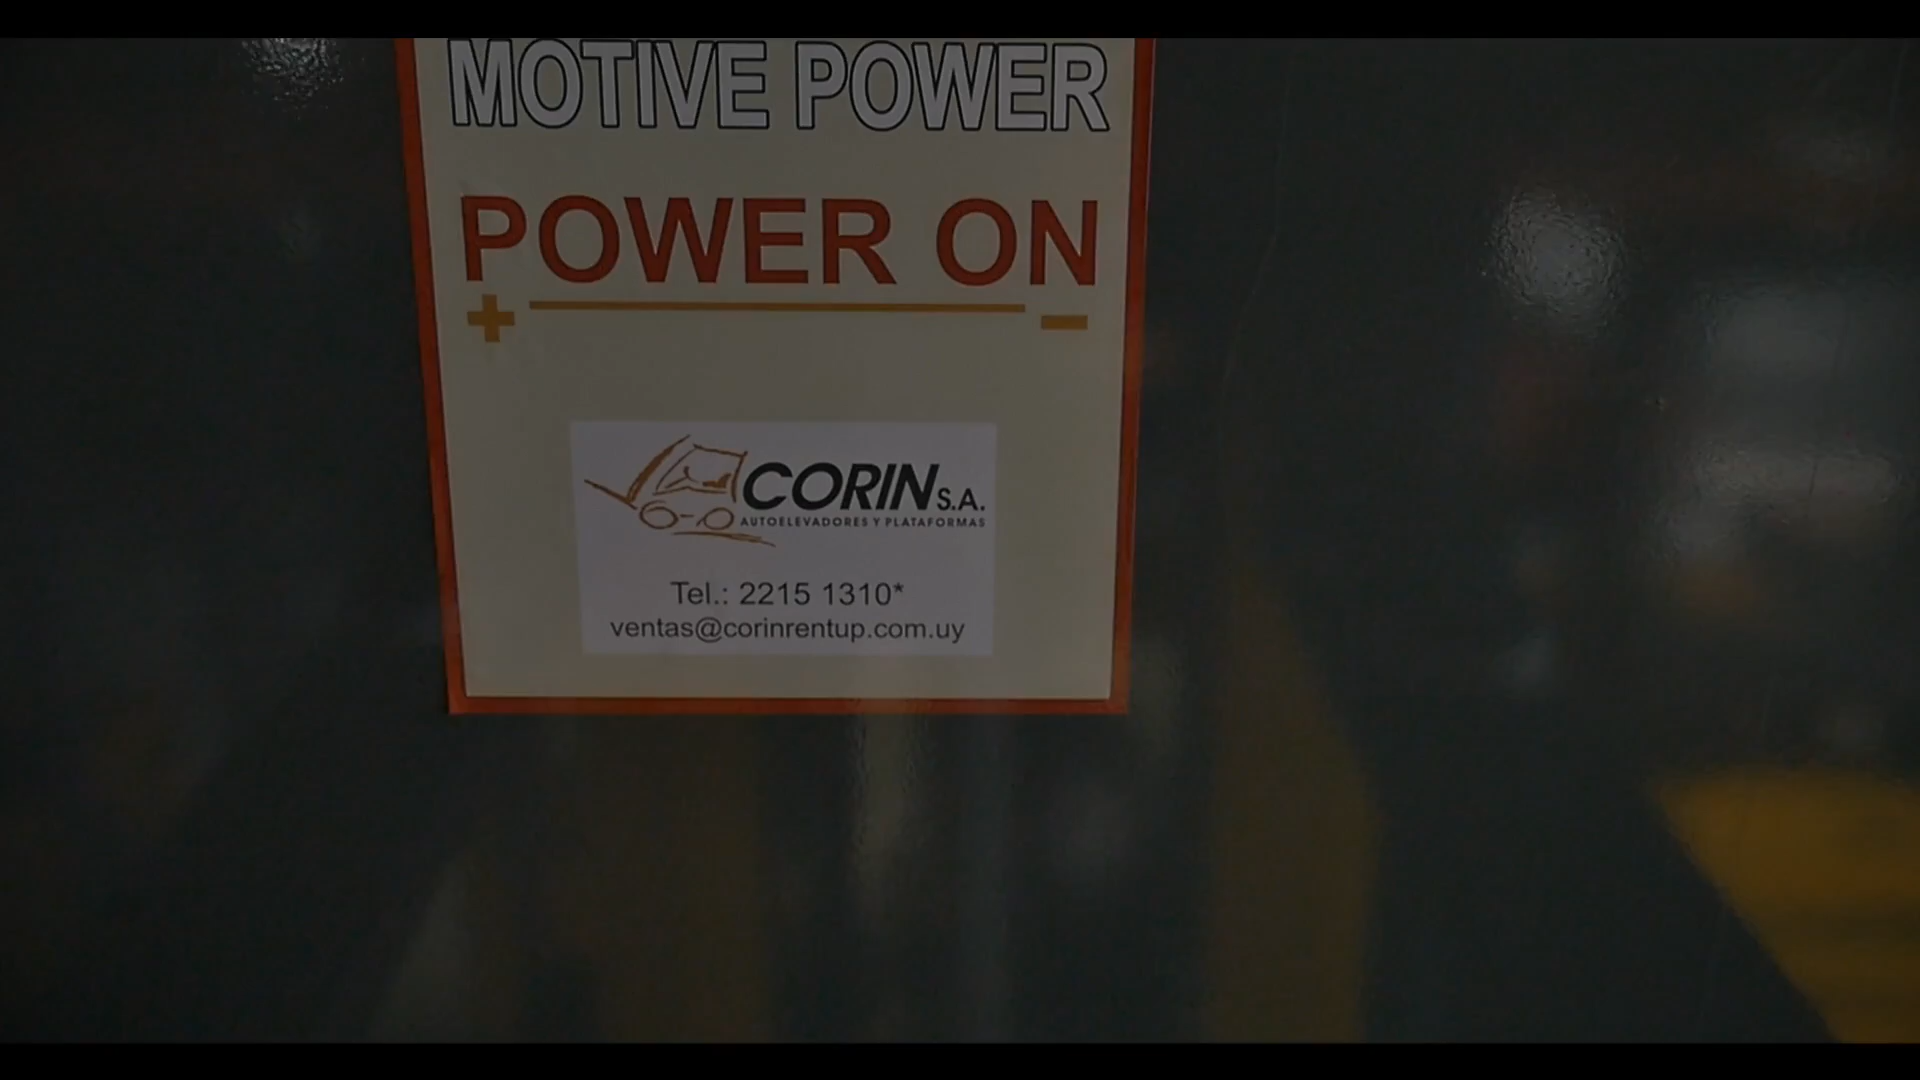 MOTIVE POWER
POWER ON
+ -
CORIN S.A.
AUTOELEVADORES Y PLATAFORMAS
Tel.: 2215 1310*
ventas@corinrentup.com.uy